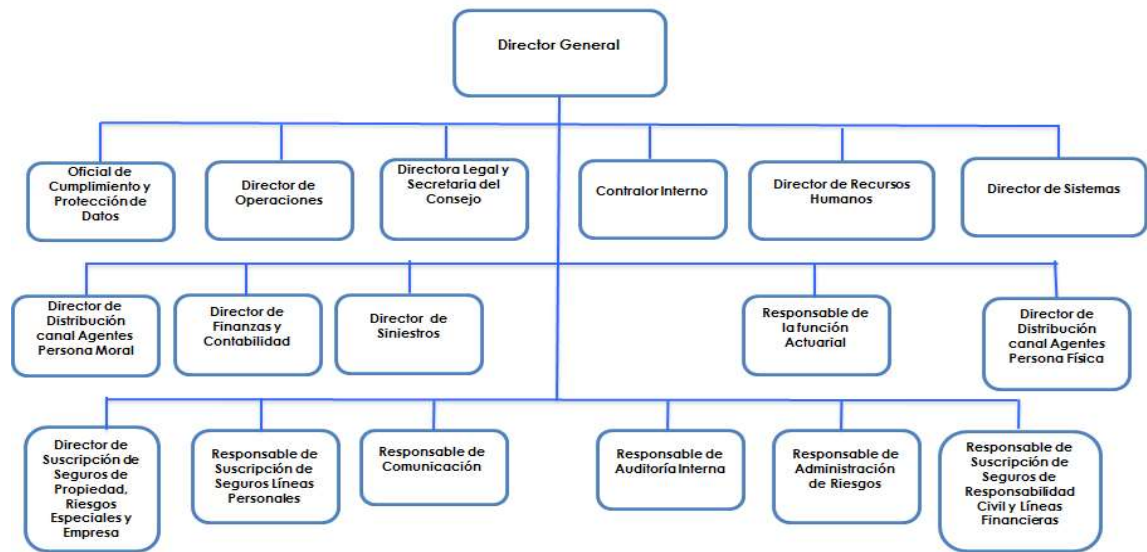 Director General
Oficial de
Cumplimiento y
Protección de
Datos
Director de
Operaciones
Directora Legal y
Secretaria del
Consejo
Contralor Interno
Director de Recursos
Humanos
Director de Sistemas
Director de
Distribución
canal Agentes
Persona Moral
Director de
Finanzas y
Contabilidad
Director de
Siniestros
Responsable de
la función
Actuarial
Director de
Distribución
canal Agentes
Persona Física
Director de
Suscripción de
Seguros de
Propiedad,
Riesgos
Especiales y
Empresa
Responsable de
Suscripción de
Seguros Líneas
Personales
Responsable de
Comunicación
Responsable de
Auditoría Interna
Responsable de
Administración
de Riesgos
Responsable de
Suscripción de
Seguros de
Responsabilidad
Civil y Líneas
Financieras